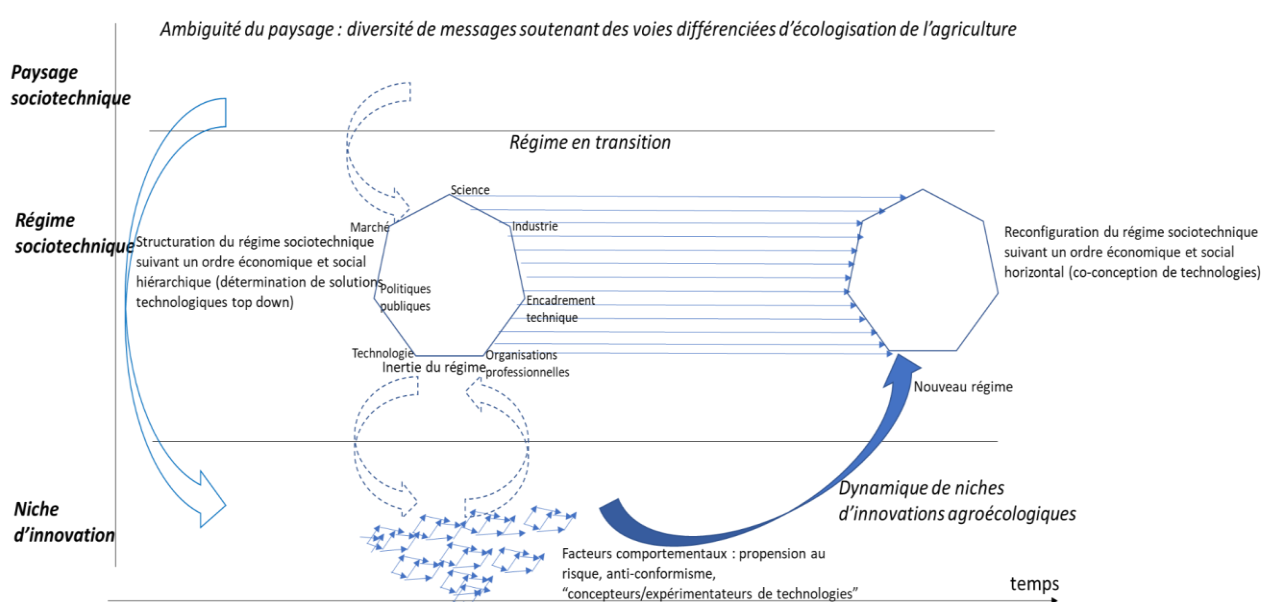 Ambiguité du paysage : diversité de messages soutenant des voies différenciées d’écologisation de l’agriculture
Paysage
sociotechnique
Régime en transition
Science
Marché
Industrie
Régime
sociotechnique
Structuration du régime sociotechnique
suivant un ordre économique et social
hiérarchique (détermination de solutions
technologiques top down)
Politiques
publiques
Encadrement
technique
Technologie
Organisations
professionnelles
Inertie du régime
Reconfiguration du régime sociotechnique
suivant un ordre économique et social
horizontal (co-conception de technologies)
Nouveau régime
Niche
d’innovation
Dynamique de niches
d’innovations agroécologiques
Facteurs comportementaux : propension au
risque, anti-conformisme,
“concepteurs/expérimentateurs de technologies”
temps